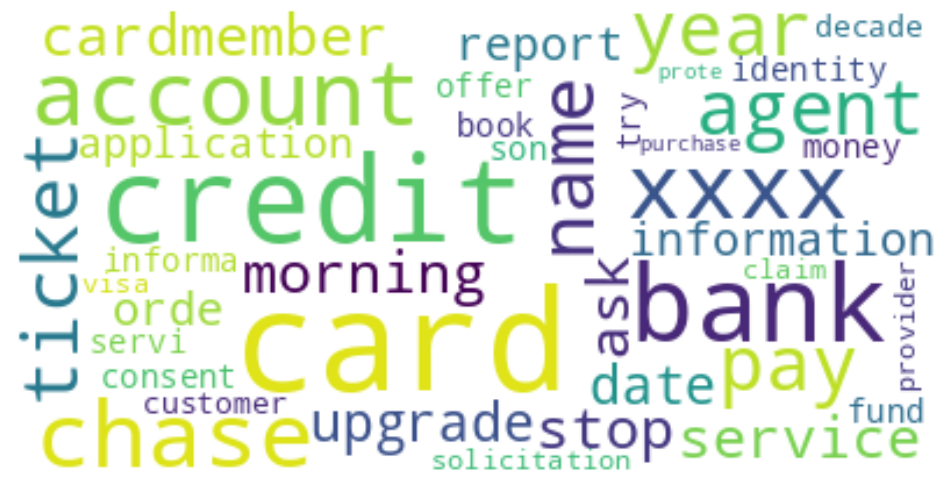 cardmember
report
year
decade
account
offer
prote
identity
name
try
agent
application
book
son
purchase
money
ticket
credit
xxxx
information
informa
morning
visa
ask
bank
claim
provider
orde
card
servi
consent
date
pay
customer
chase
upgrade
stop
service
fund
solicitation